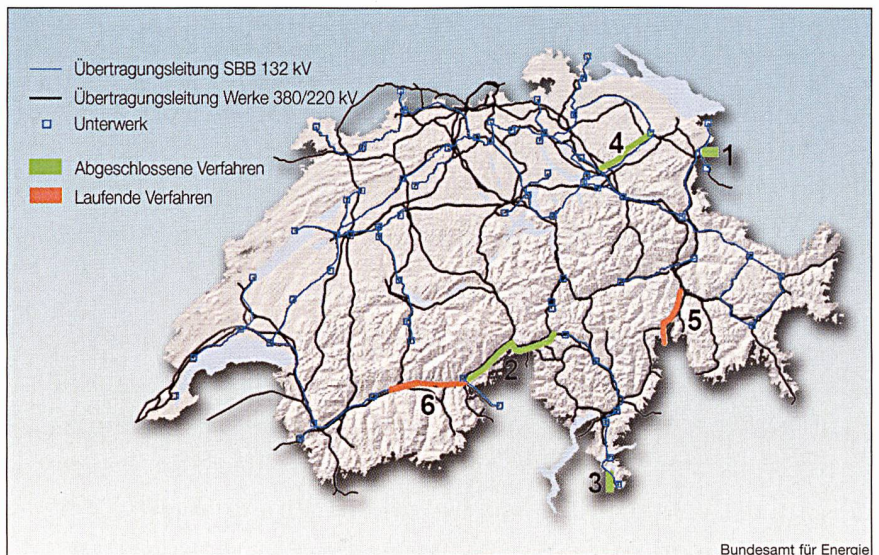 Übertragungsleitung SBB 132 kV
Übertragungsleitung Werke 380/220 kV
Unterwerk
Abgeschlossene Verfahren
Laufende Verfahren
4
1
5
2
6
3
Bundesamt für Energie